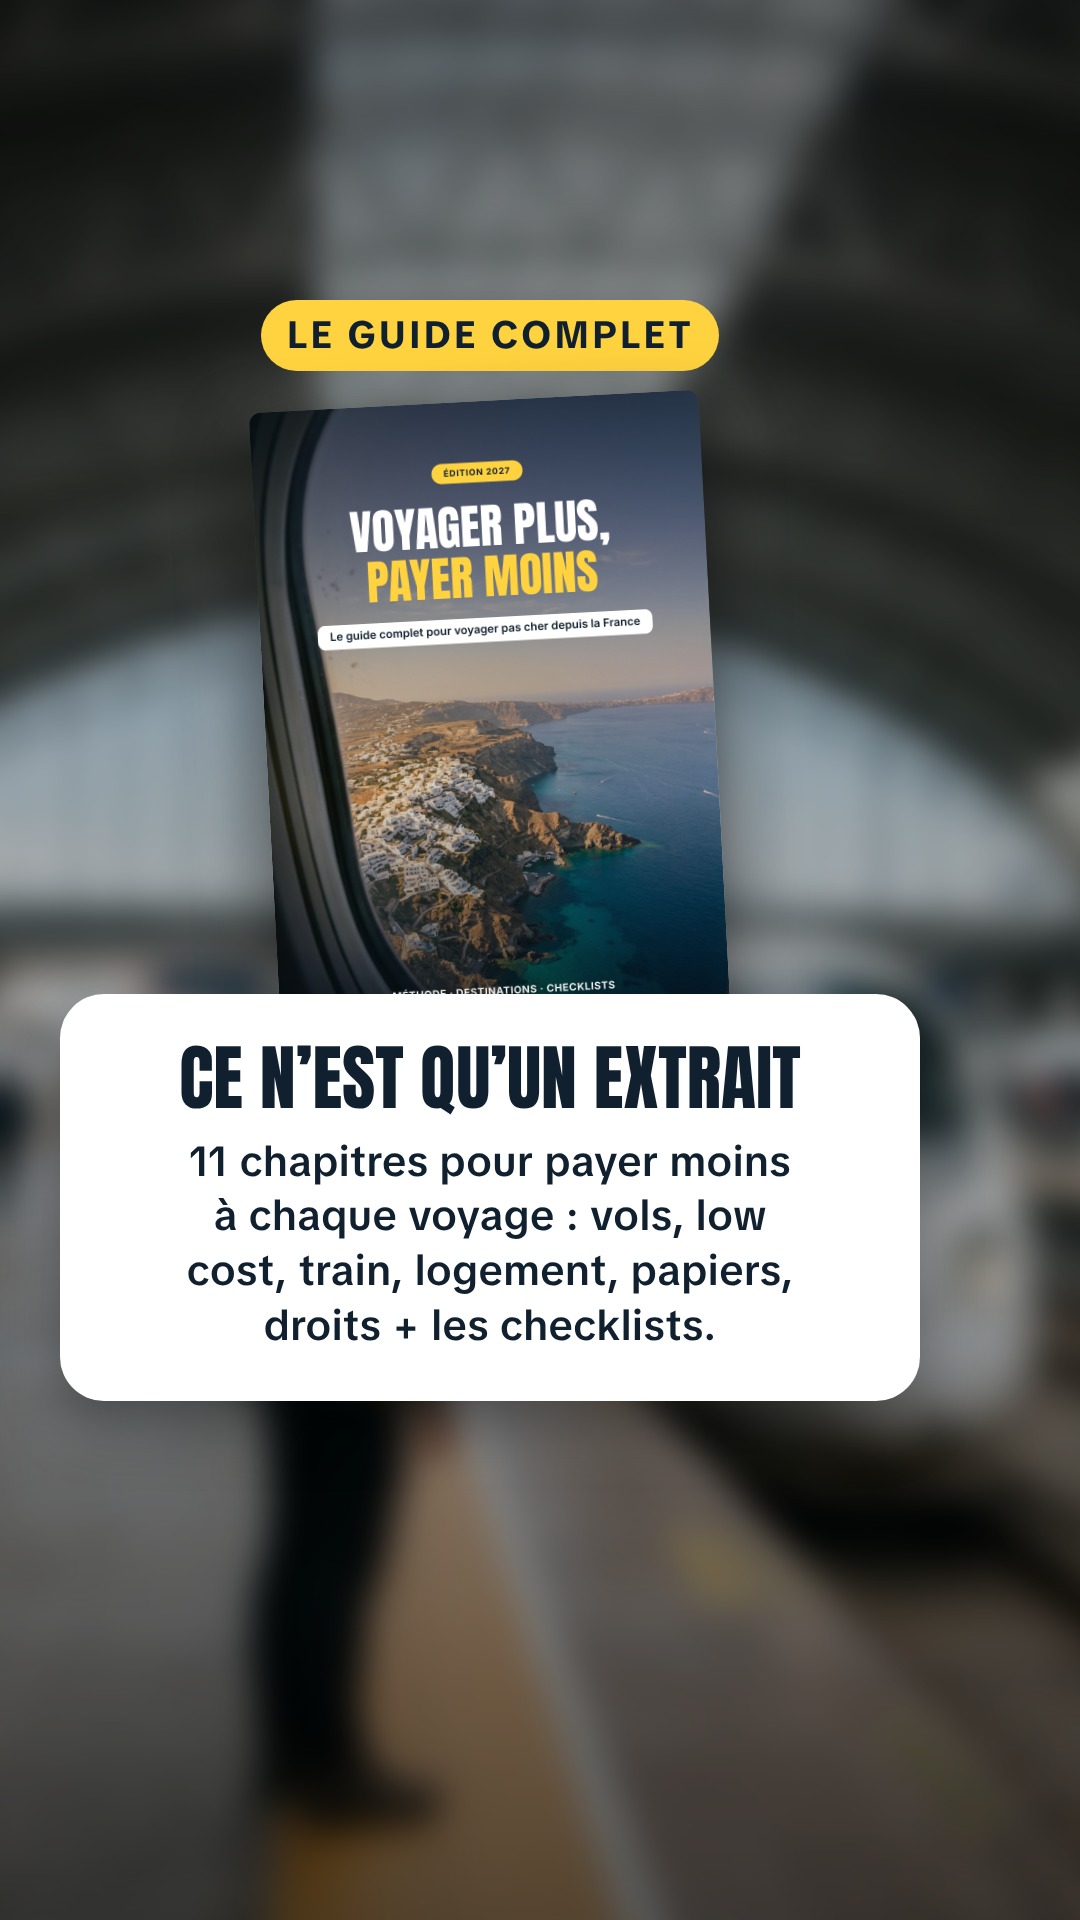 LE GUIDE COMPLET
ÉDITION 2027
VOYAGER PLUS,
PAYER MOINS
Le guide complet pour voyager pas cher depuis la France
MÉTHODE · DESTINATIONS · CHECKLISTS
CE N’EST QU’UN EXTRAIT
11 chapitres pour payer moins
à chaque voyage : vols, low
cost, train, logement, papiers,
droits + les checklists.